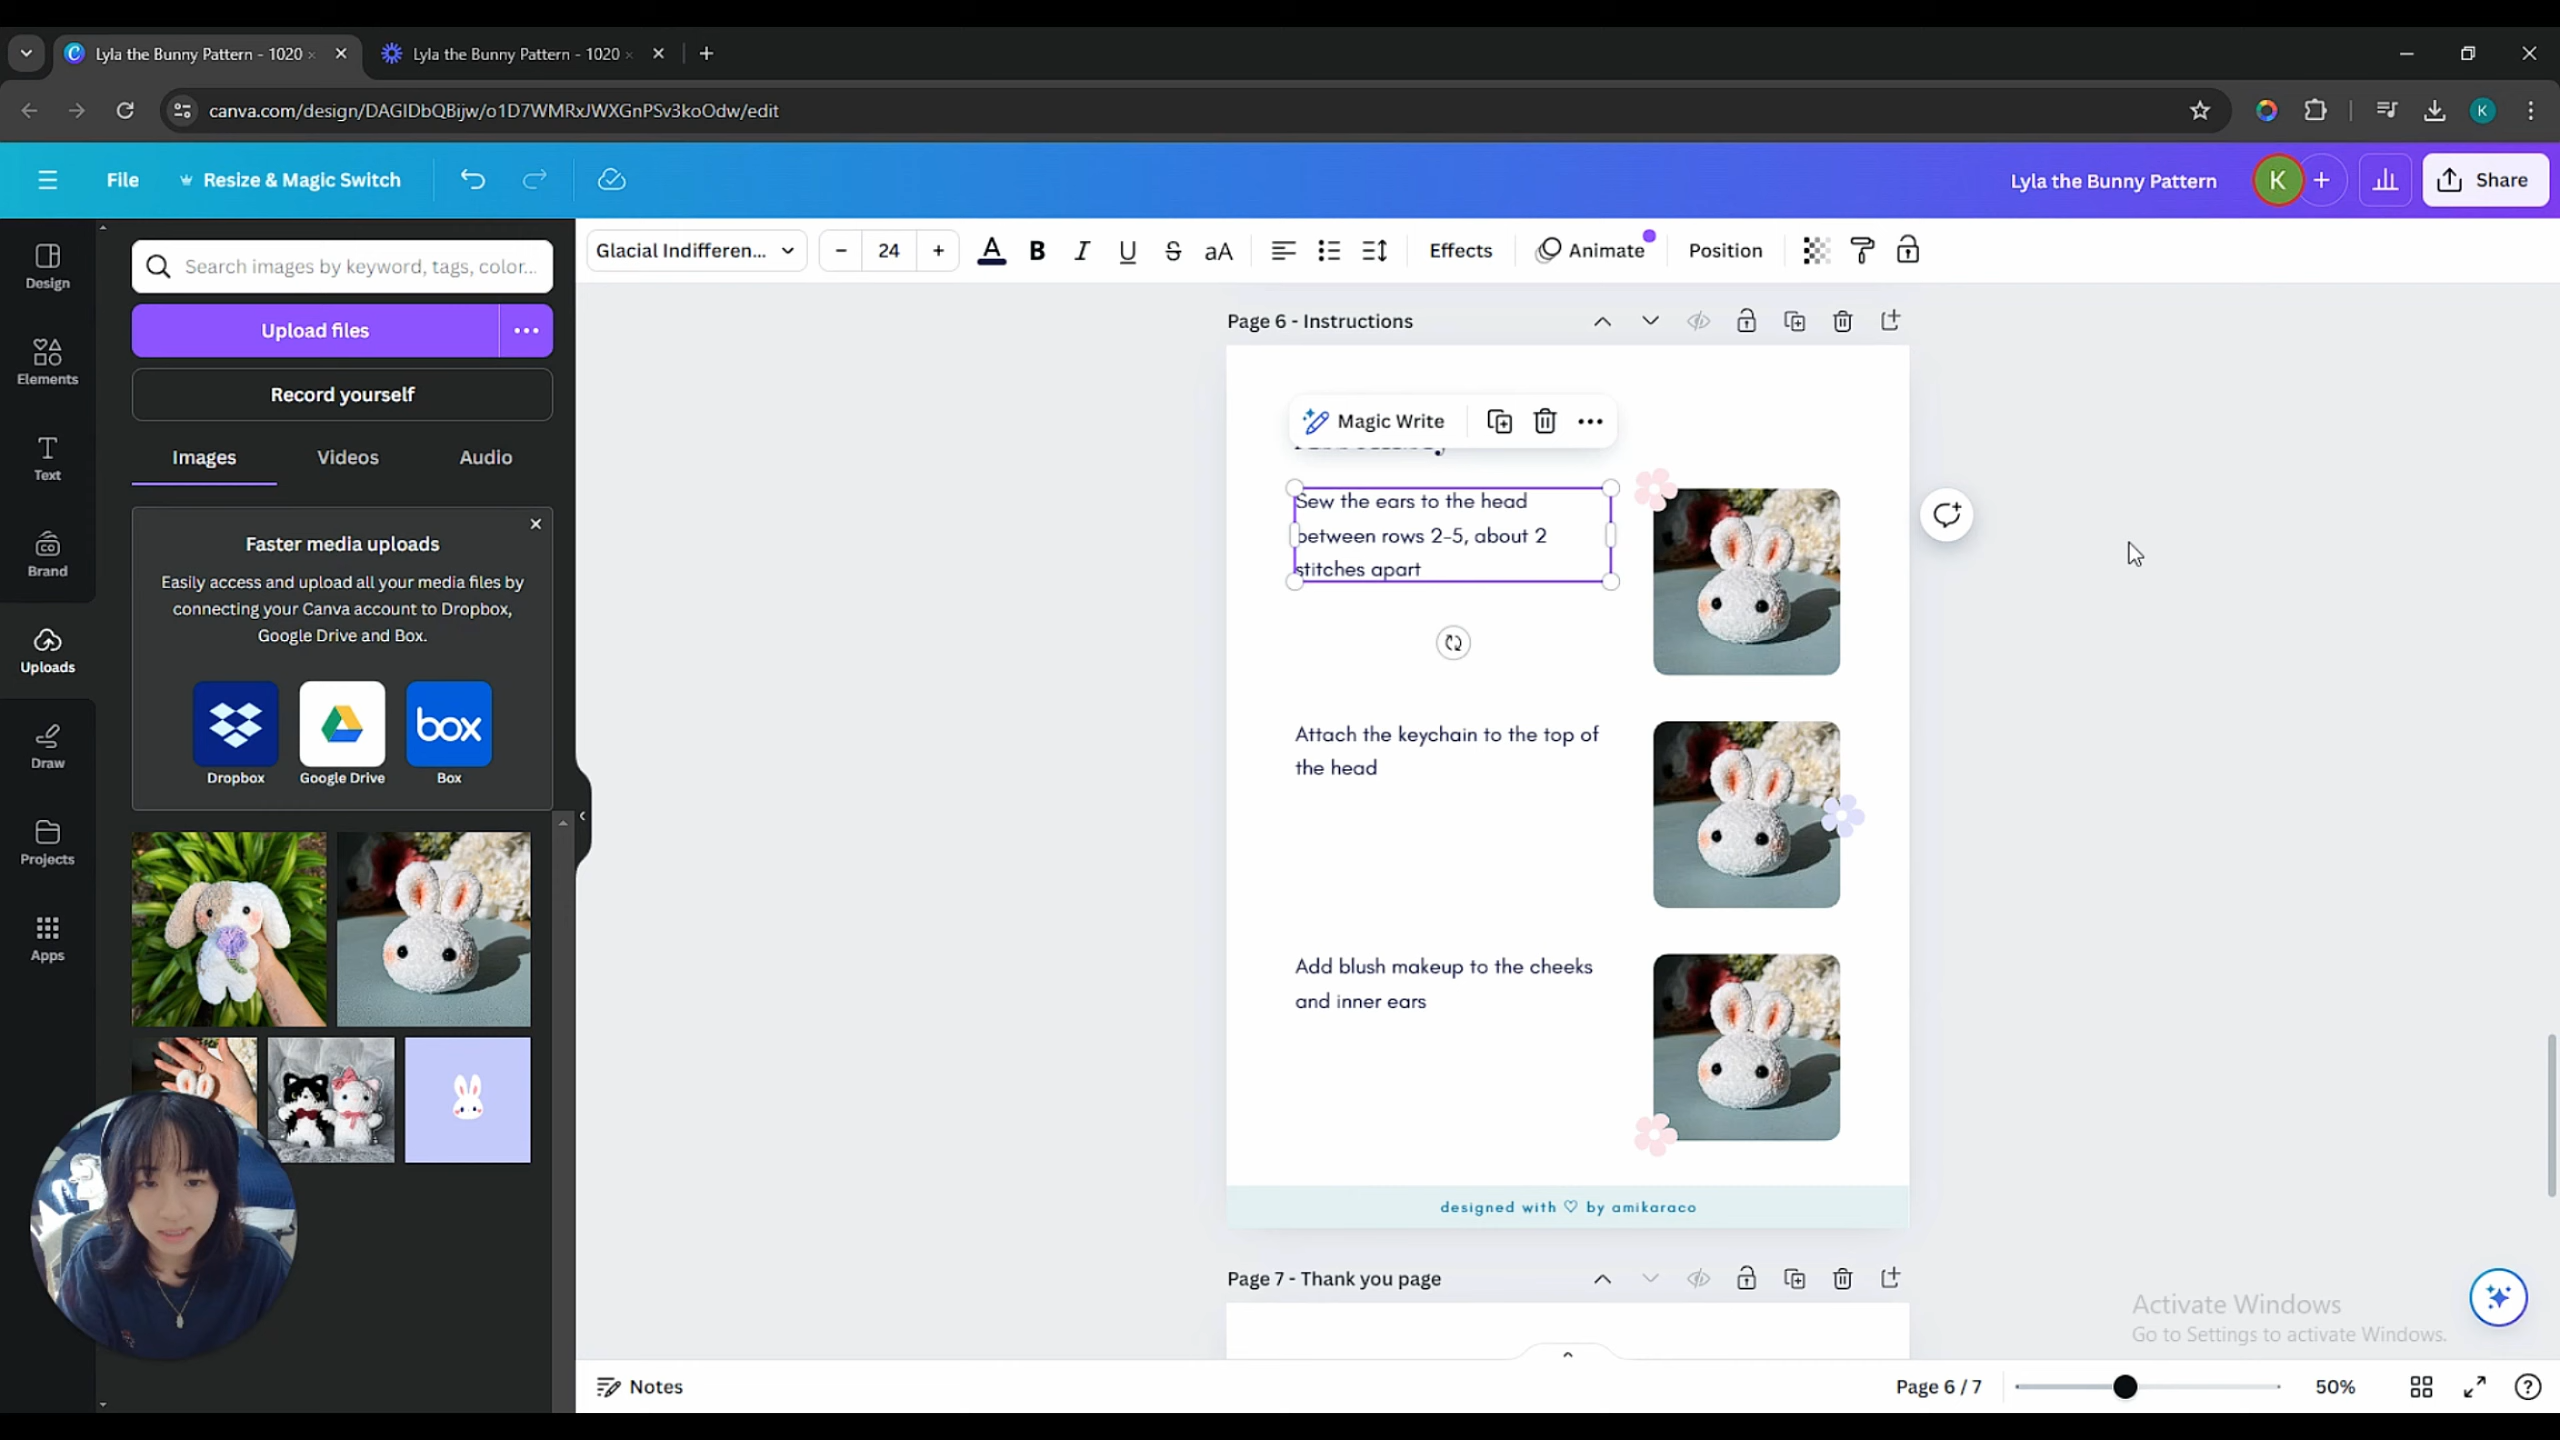 Lyla the Bunny Pattern - 1020 ×
Lyla the Bunny Pattern - 1020 ×
canva.com/design/DAGIDbQBijw/o1D7WMRxJWXGnPSv3koOdw/edit
K
File
Resize & Magic Switch
Lyla the Bunny Pattern
K
Share
Glacial Indifferen...
24
A
B
I
U
S
aA
Effects
Animate
Position
Design
Elements
Text
Brand
Uploads
Draw
Projects
Apps
Search images by keyword, tags, color...
Upload files
Record yourself
Images
Videos
Audio
Faster media uploads
Easily access and upload all your media files by
connecting your Canva account to Dropbox,
Google Drive and Box.
box
Dropbox
Google Drive
Box
Page 6 - Instructions
Magic Write
Sew the ears to the head
between rows 2-5, about 2
stitches apart
Attach the keychain to the top of
the head
Add blush makeup to the cheeks
and inner ears
designed with ♡ by amikaraco
Page 7 - Thank you page
Activate Windows
Go to Settings to activate Windows.
Notes
Page 6 / 7
50%